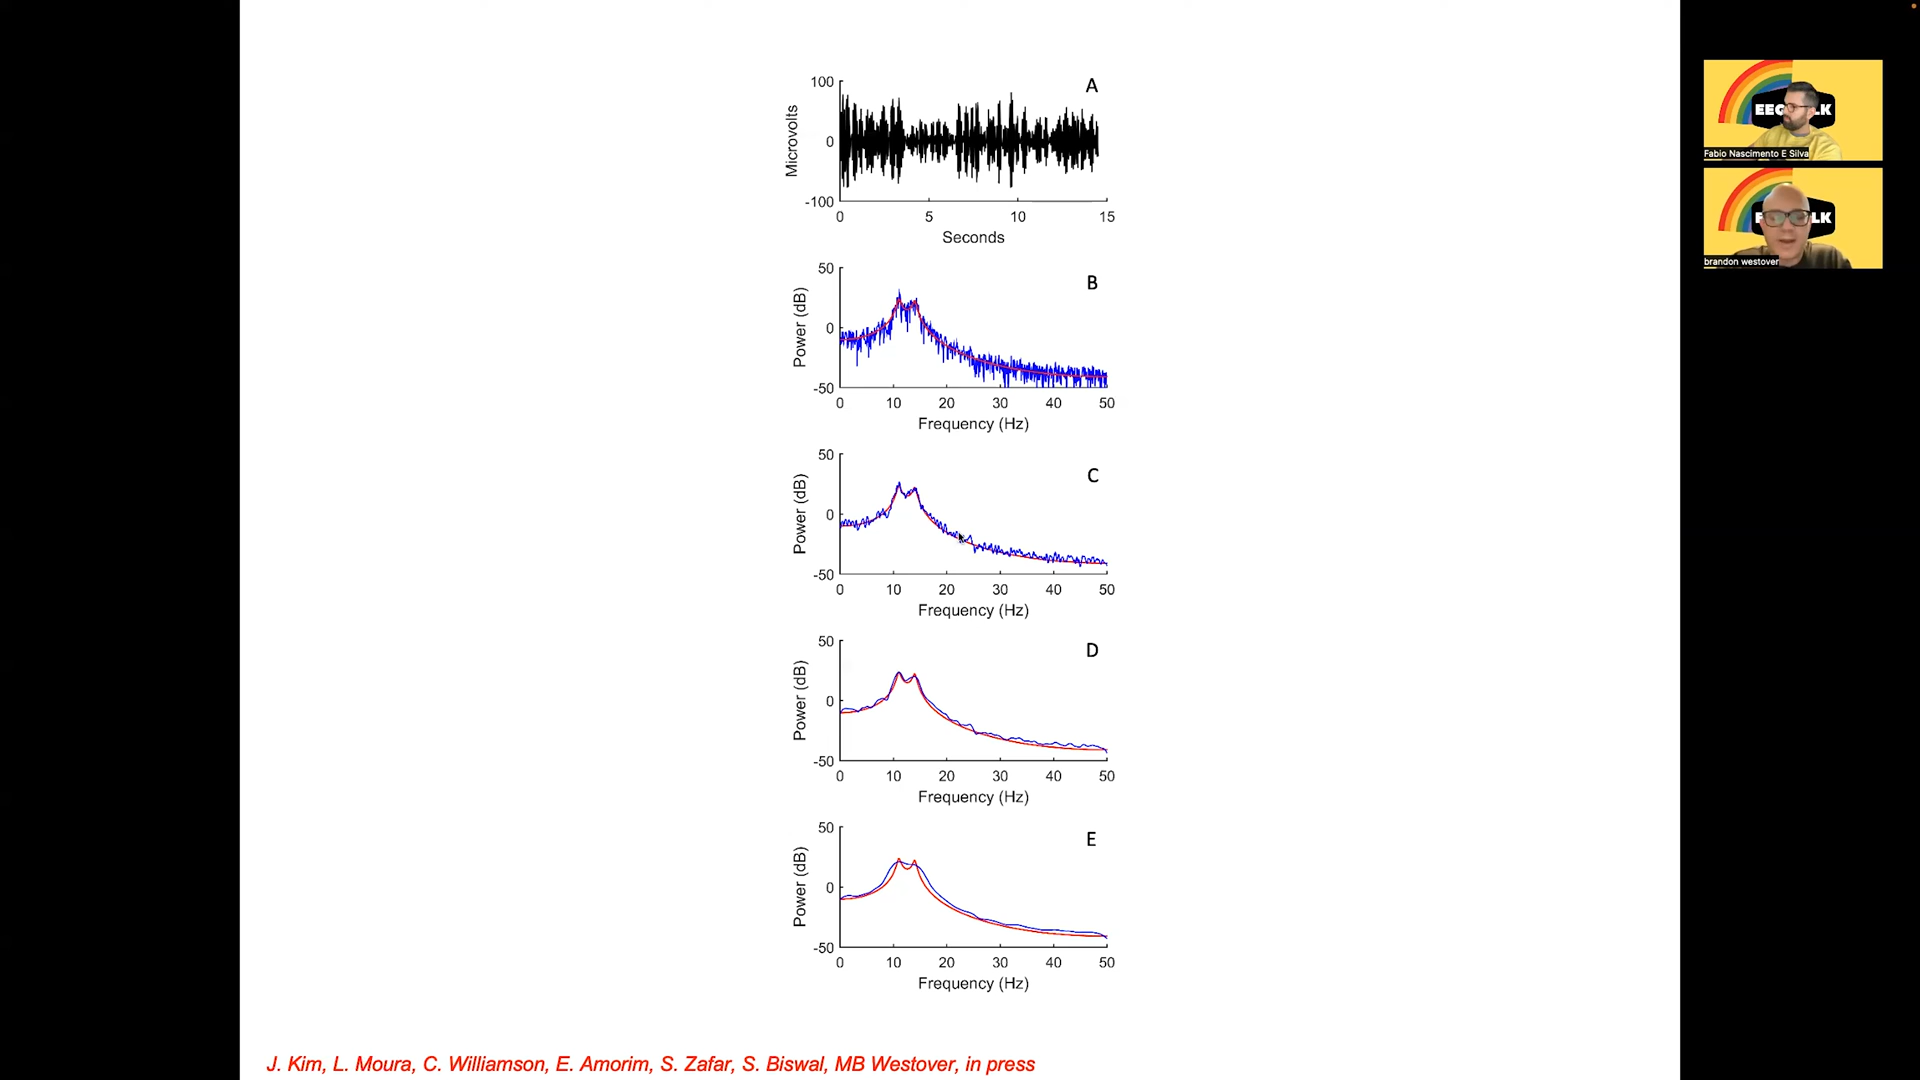 A
100
0
-100
Microvolts
0 5 10 15
Seconds
B
50
0
-50
Power (dB)
0 10 20 30 40 50
Frequency (Hz)
C
50
0
-50
Power (dB)
0 10 20 30 40 50
Frequency (Hz)
D
50
0
-50
Power (dB)
0 10 20 30 40 50
Frequency (Hz)
E
50
0
-50
Power (dB)
0 10 20 30 40 50
Frequency (Hz)
J. Kim, L. Moura, C. Williamson, E. Amorim, S. Zafar, S. Biswal, MB Westover, in press
Fabio Nascimento E Silva
brandon westover